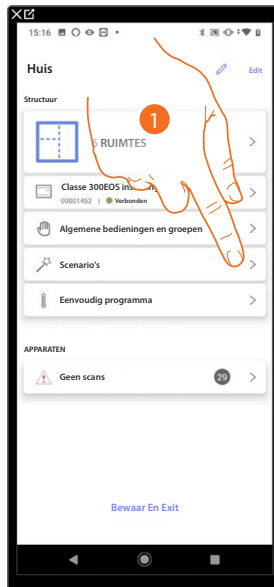 15:16
Huis
Edit
Structuur
1
RUIMTES
Classe 300EOS
00001452 | Verbonden
Algemene bedieningen en groepen
Scenario's
Eenvoudig programma
APPARATEN
Geen scans
29
Bewaar En Exit